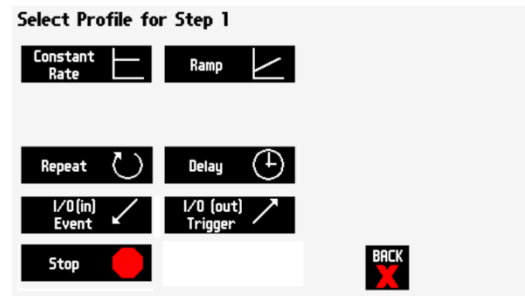 Select Profile for Step 1
Constant
Rate
Ramp
Repeat
Delay
I/O(in)
Event
I/O (out)
Trigger
Stop
BACK
X